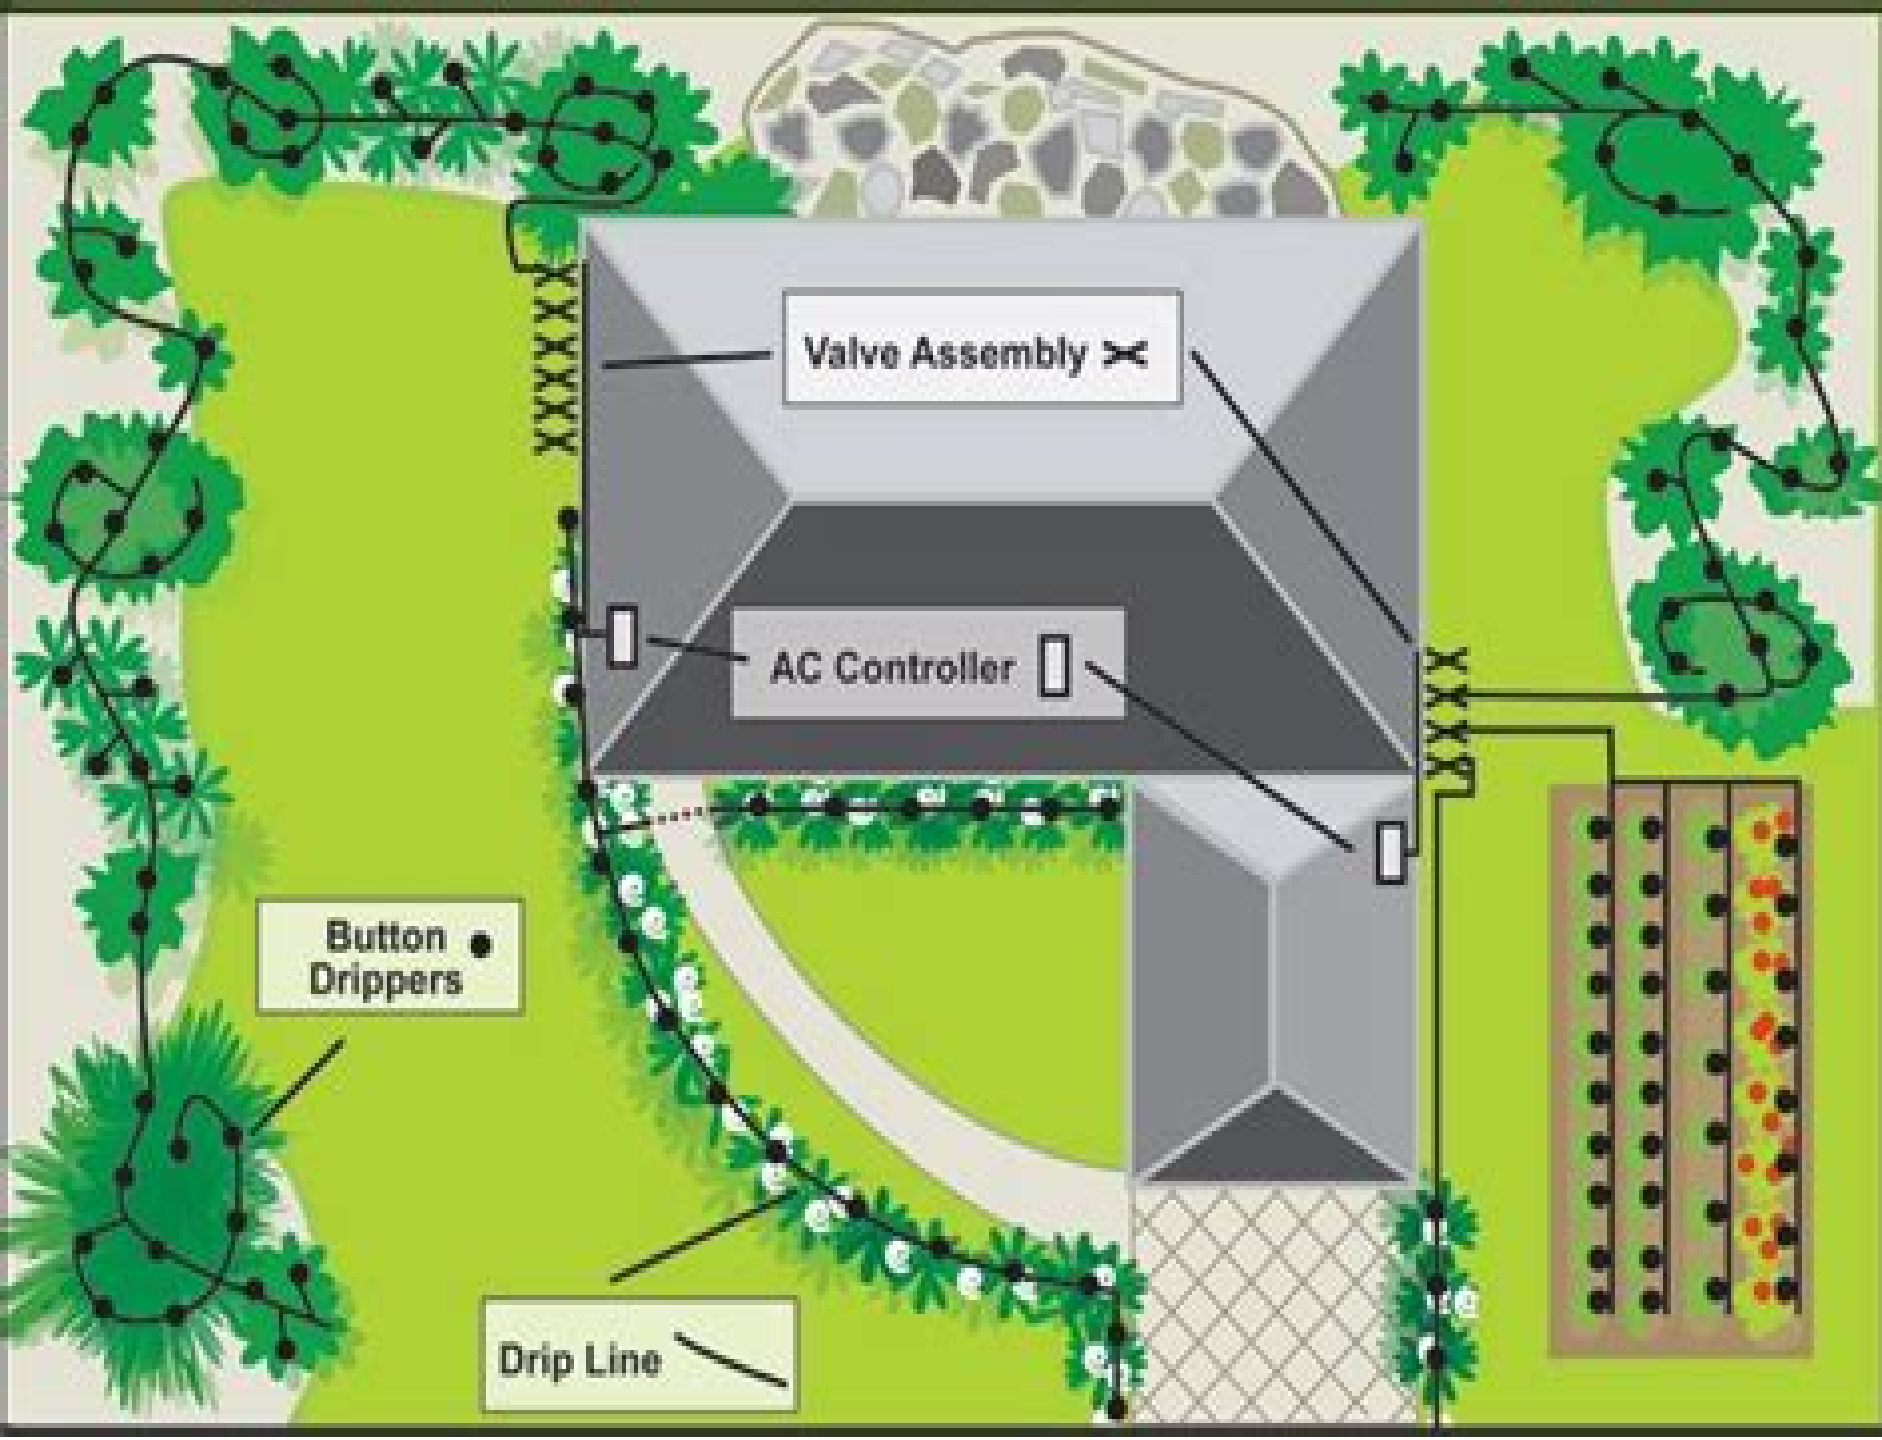 Valve Assembly
AC Controller
Button
Drippers
Drip Line